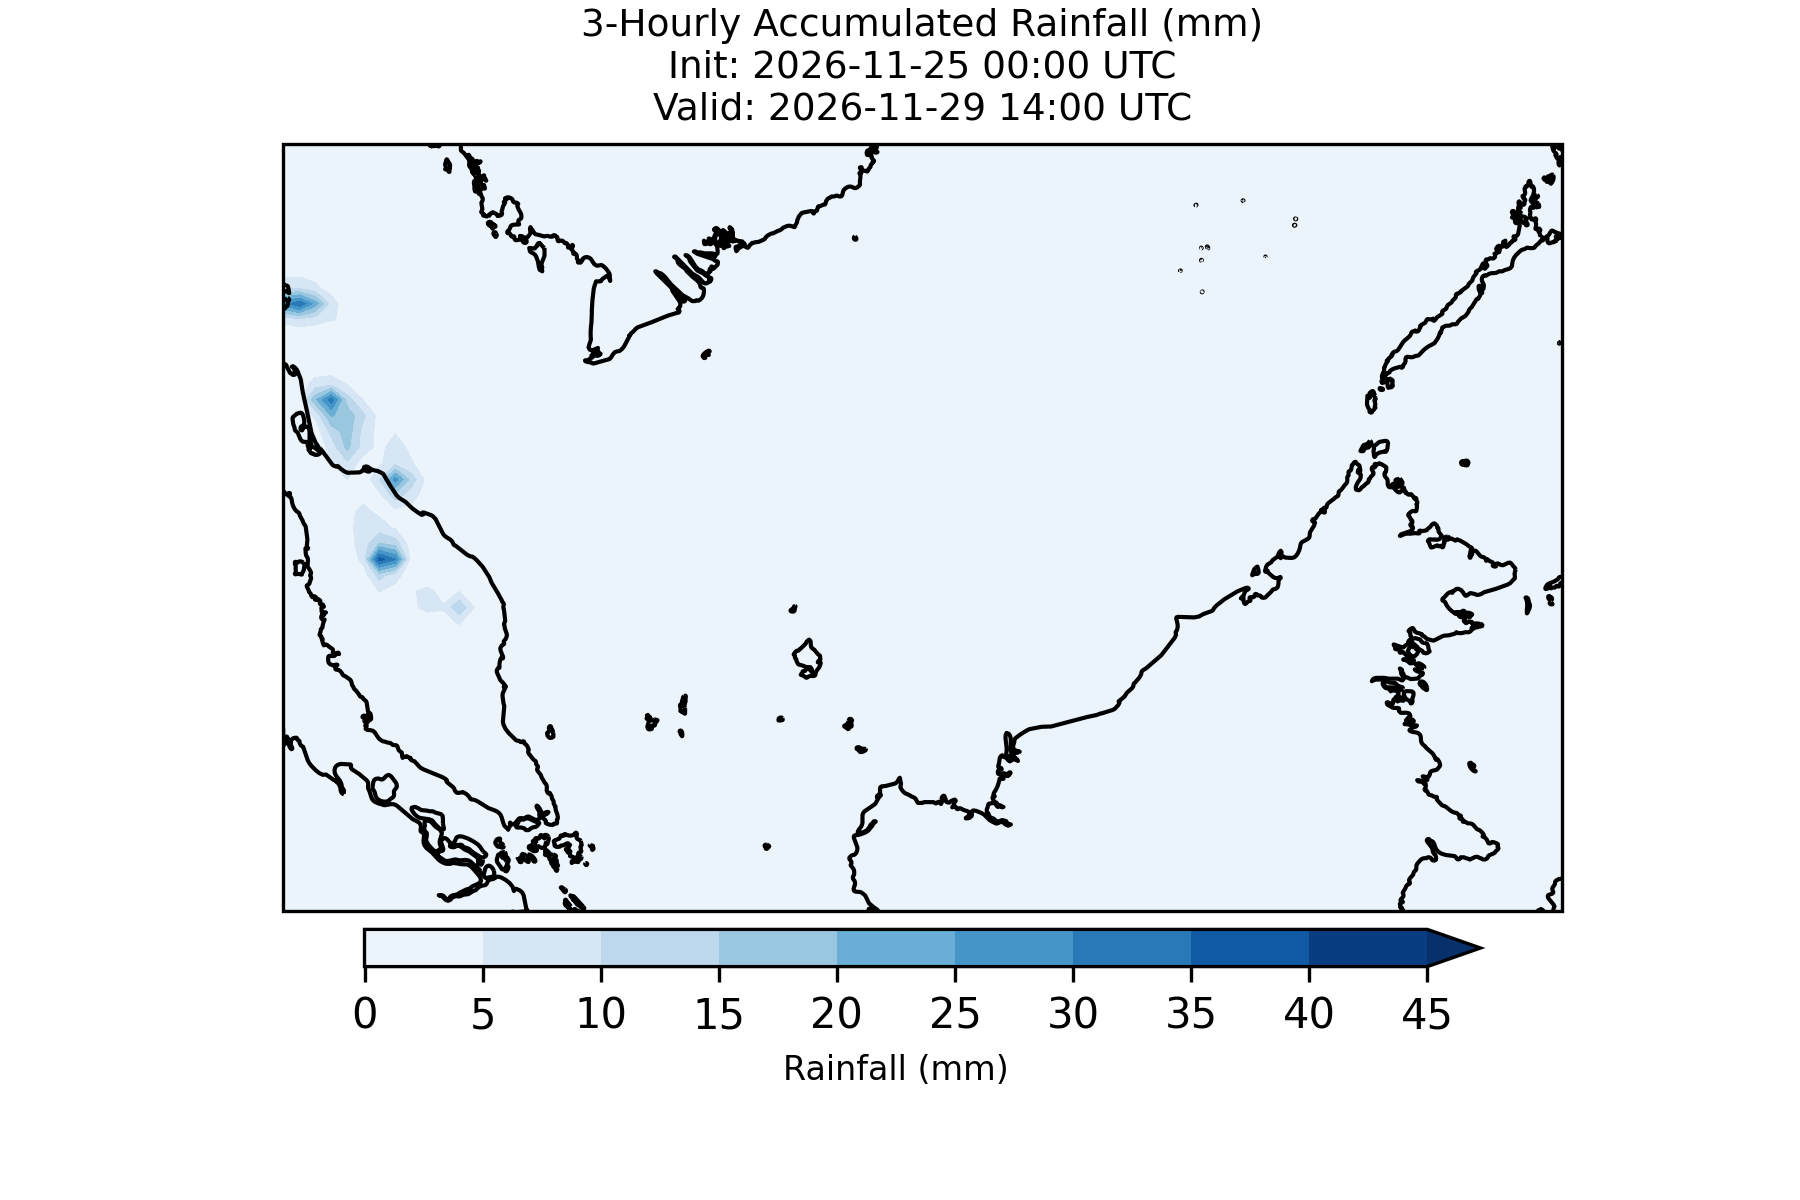 3-Hourly Accumulated Rainfall (mm)
Init: 2026-11-25 00:00 UTC
Valid: 2026-11-29 14:00 UTC
0 5 10 15 20 25 30 35 40 45
Rainfall (mm)